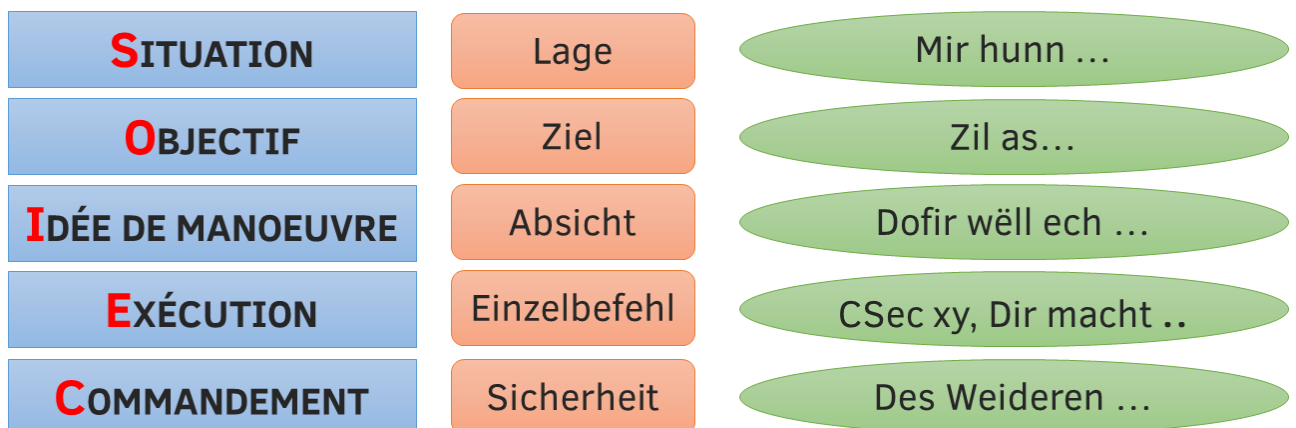 SITUATION
Lage
Mir hunn ...
OBJECTIF
Ziel
Zil as...
IDÉE DE MANOEUVRE
Absicht
Dofir wëll ech ...
EXÉCUTION
Einzelbefehl
CSec xy, Dir macht ..
COMMANDEMENT
Sicherheit
Des Weideren ...